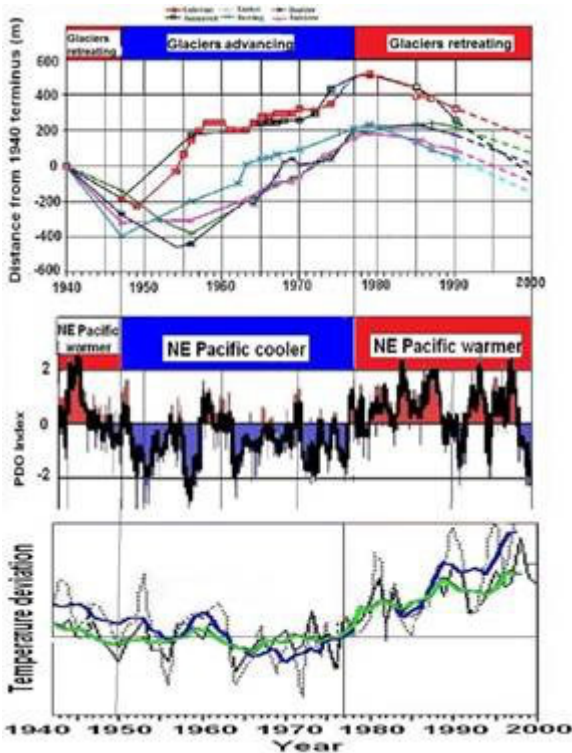 Glaciers
retreating
Glaciers advancing
Glaciers retreating
Distance from 1940 terminus (m)
600
400
200
0
-200
-400
-600
1940
1950
1960
1970
1980
1990
2000
NE Pacific
warmer
NE Pacific cooler
NE Pacific warmer
PDO Index
2
0
-2
Temperature deviation
1940
1950
1960
1970
1980
1990
2000
Year